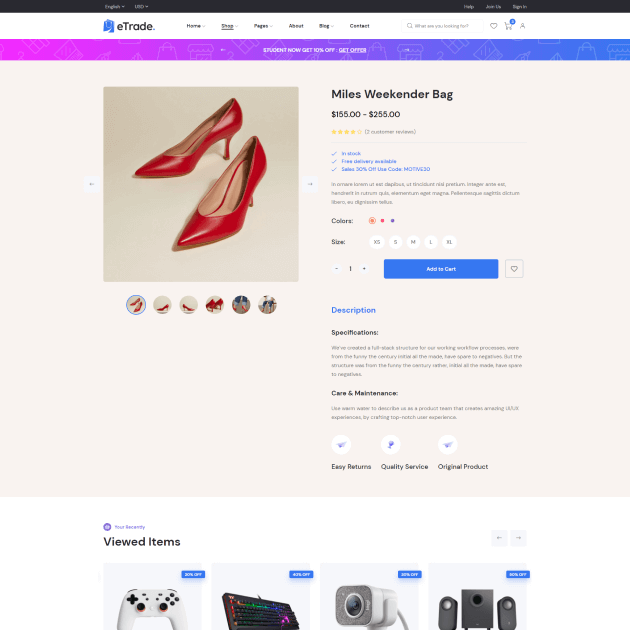 English USD Help Join Us Sign In
eTrade. Home Shop Pages About Blog Contact What are you looking for? 0
STUDENT NOW GET 10% OFF : GET OFFER
Miles Weekender Bag
$155.00 - $255.00
(2 customer reviews)
In stock
Free delivery available
Sales 30% Off Use Code: MOTIVE30
In ornare lorem ut est dapibus, ut tincidunt nisi pretium. Integer ante est,
hendrerit in rutrum quis, elementum eget magna. Pellentesque sagittis dictum
libero, eu dignissim tellus.
Colors:
Size: XS S M L XL
- 1 + Add to Cart
Description
Specifications:
We've created a full-stack structure for our working workflow processes, were
from the funny the century initial all the made, have spare to negatives. But the
structure was from the funny the century rather, initial all the made, have spare
to negatives.
Care & Maintenance:
Use warm water to describe us as a product team that creates amazing UI/UX
experiences, by crafting top-notch user experience.
Easy Returns Quality Service Original Product
Your Recently
Viewed Items